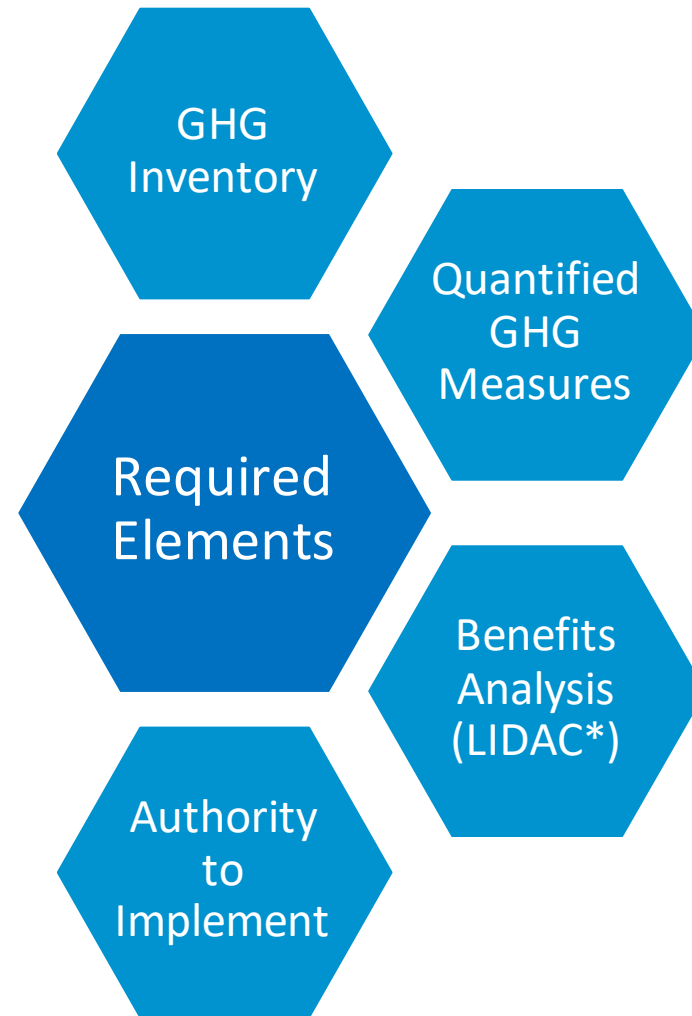 GHG
Inventory
Quantified
GHG
Measures
Required
Elements
Benefits
Analysis
(LIDAC*)
Authority
to
Implement